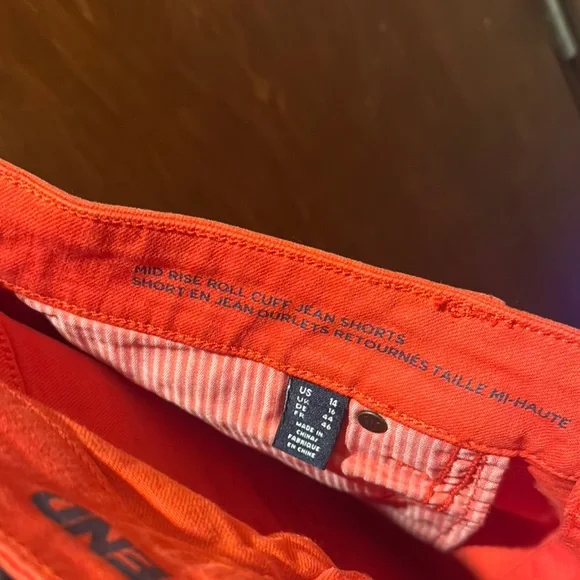 MID RISE ROLL CUFF JEAN SHORTS
SHORT EN JEAN OURLETS RETOURNÉS TAILLE MI-HAUTE
US 14
UK 16
DE 44
FR 46
MADE IN
CHINA/
FABRIQUÉ
EN CHINE
END